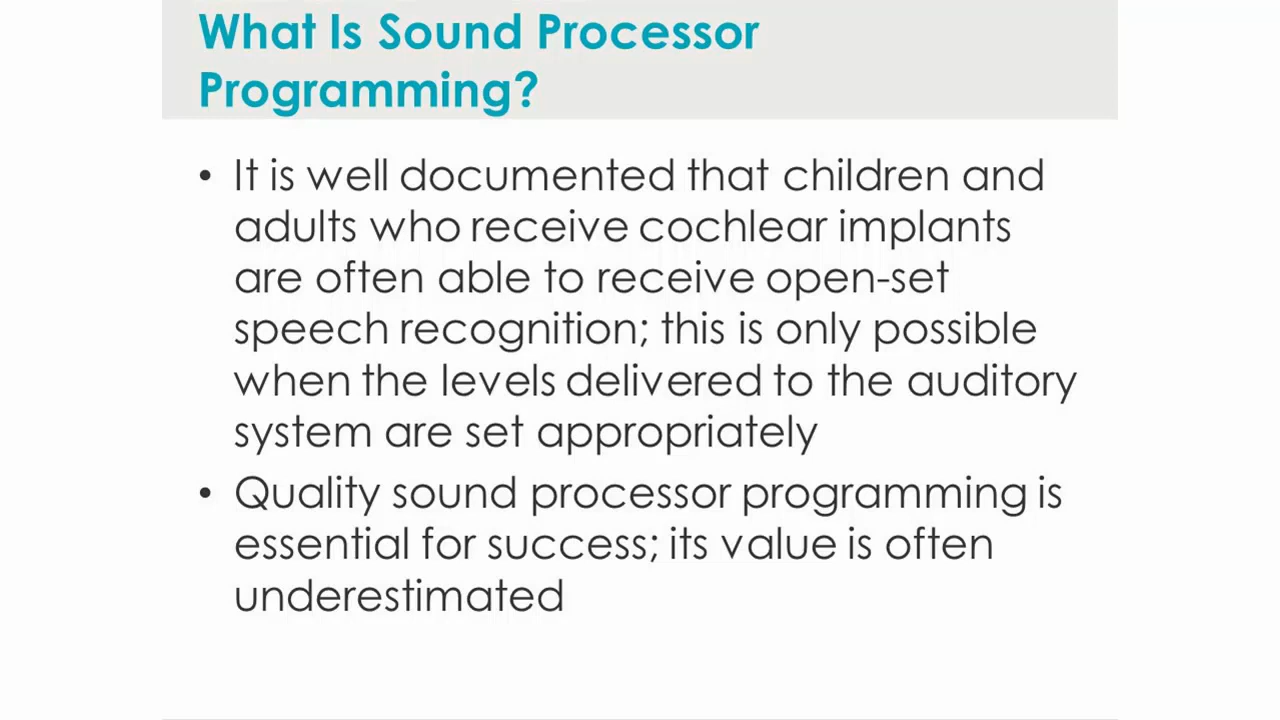 What Is Sound Processor
Programming?
• It is well documented that children and
adults who receive cochlear implants
are often able to receive open-set
speech recognition; this is only possible
when the levels delivered to the auditory
system are set appropriately
• Quality sound processor programming is
essential for success; its value is often
underestimated